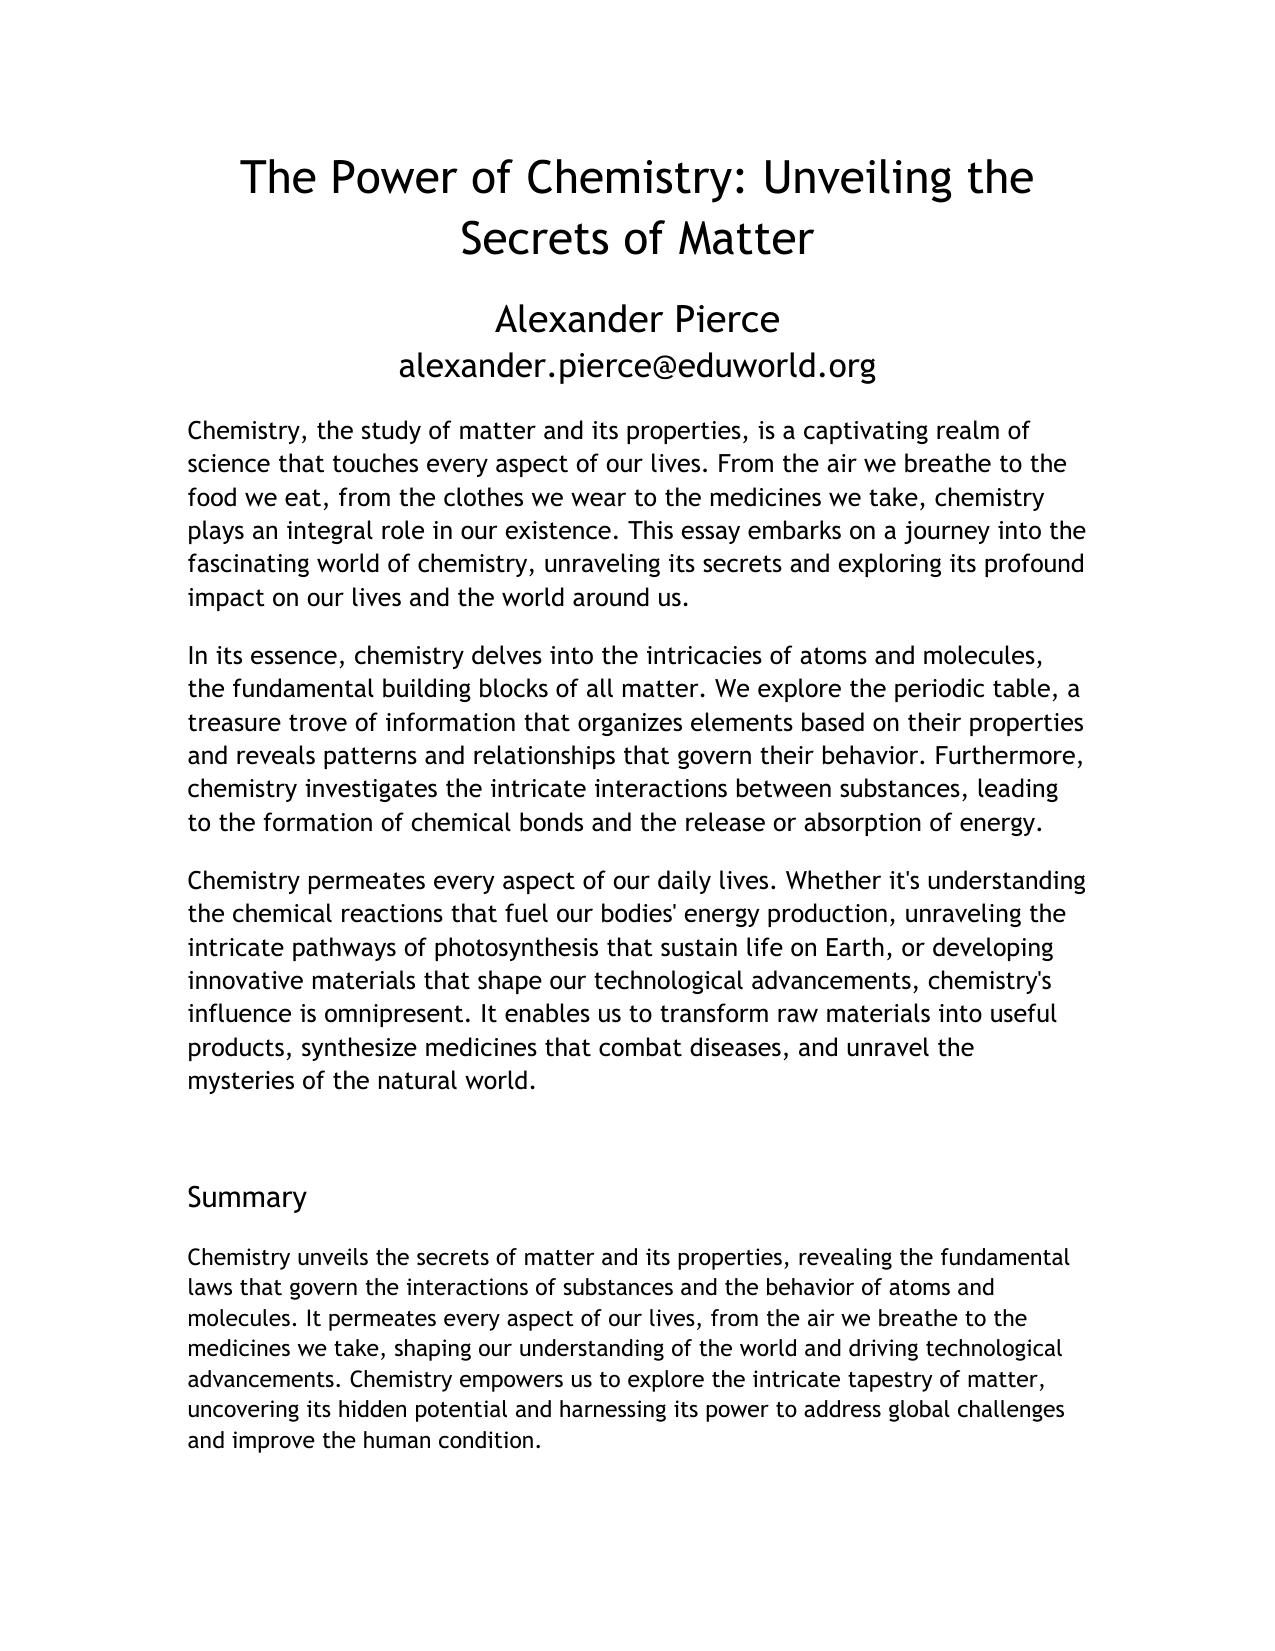 The Power of Chemistry: Unveiling the
Secrets of Matter
Alexander Pierce
alexander.pierce@eduworld.org
Chemistry, the study of matter and its properties, is a captivating realm of
science that touches every aspect of our lives. From the air we breathe to the
food we eat, from the clothes we wear to the medicines we take, chemistry
plays an integral role in our existence. This essay embarks on a journey into the
fascinating world of chemistry, unraveling its secrets and exploring its profound
impact on our lives and the world around us.
In its essence, chemistry delves into the intricacies of atoms and molecules,
the fundamental building blocks of all matter. We explore the periodic table, a
treasure trove of information that organizes elements based on their properties
and reveals patterns and relationships that govern their behavior. Furthermore,
chemistry investigates the intricate interactions between substances, leading
to the formation of chemical bonds and the release or absorption of energy.
Chemistry permeates every aspect of our daily lives. Whether it's understanding
the chemical reactions that fuel our bodies' energy production, unraveling the
intricate pathways of photosynthesis that sustain life on Earth, or developing
innovative materials that shape our technological advancements, chemistry's
influence is omnipresent. It enables us to transform raw materials into useful
products, synthesize medicines that combat diseases, and unravel the
mysteries of the natural world.
Summary
Chemistry unveils the secrets of matter and its properties, revealing the fundamental
laws that govern the interactions of substances and the behavior of atoms and
molecules. It permeates every aspect of our lives, from the air we breathe to the
medicines we take, shaping our understanding of the world and driving technological
advancements. Chemistry empowers us to explore the intricate tapestry of matter,
uncovering its hidden potential and harnessing its power to address global challenges
and improve the human condition.